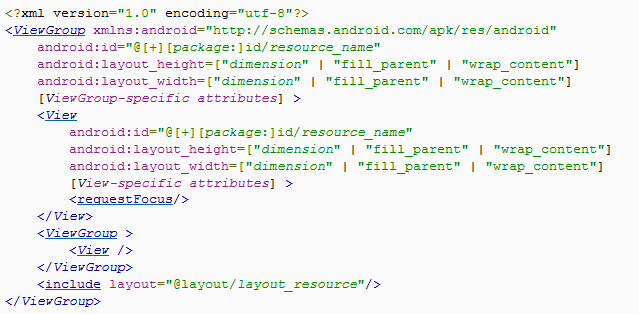 <?xml version="1.0" encoding="utf-8"?>
<ViewGroup xmlns:android="http://schemas.android.com/apk/res/android"
    android:id="@[+][package:]id/resource_name"
    android:layout_height=["dimension" | "fill_parent" | "wrap_content"]
    android:layout_width=["dimension" | "fill_parent" | "wrap_content"]
    [ViewGroup-specific attributes] >
    <View
        android:id="@[+][package:]id/resource_name"
        android:layout_height=["dimension" | "fill_parent" | "wrap_content"]
        android:layout_width=["dimension" | "fill_parent" | "wrap_content"]
        [View-specific attributes] >
        <requestFocus/>
    </View>
    <ViewGroup >
        <View />
    </ViewGroup>
    <include layout="@layout/layout_resource"/>
</ViewGroup>